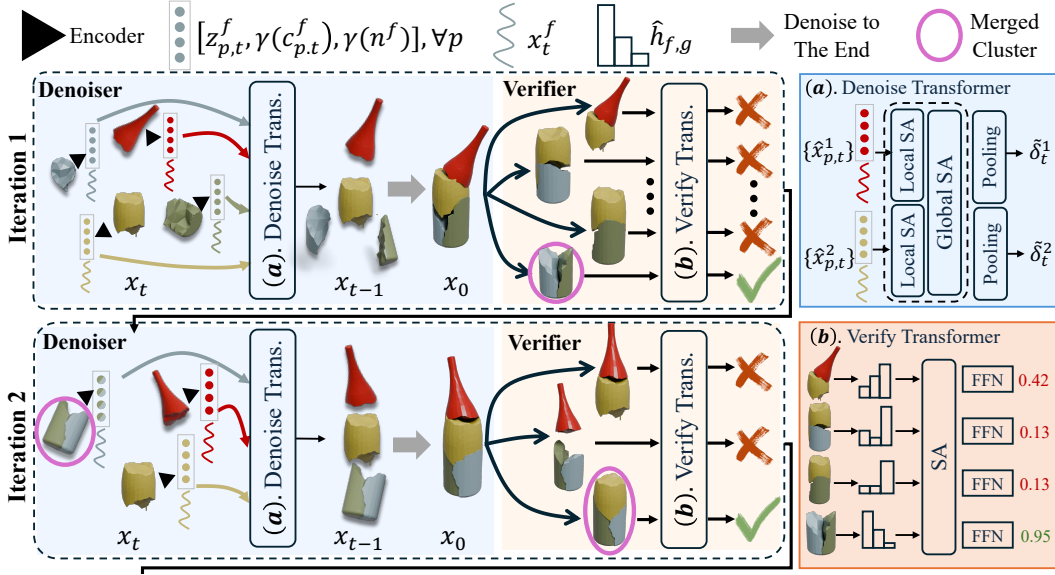 Encoder
[z^f_{p,t}, γ(c^f_{p,t}), γ(n^f)], ∀p
x^f_t
ĥ_{f,g}
Denoise to
The End
Merged
Cluster
Iteration 1
Denoiser
(a). Denoise Trans.
x_t
x_{t−1}
x_0
Verifier
(b). Verify Trans.
(a). Denoise Transformer
{x̂^1_{p,t}}
{x̂^2_{p,t}}
Local SA
Local SA
Global SA
Pooling
Pooling
δ̃^1_t
δ̃^2_t
Iteration 2
Denoiser
(a). Denoise Trans.
x_t
x_{t−1}
x_0
Verifier
(b). Verify Trans.
(b). Verify Transformer
SA
FFN 0.42
FFN 0.13
FFN 0.13
FFN 0.95